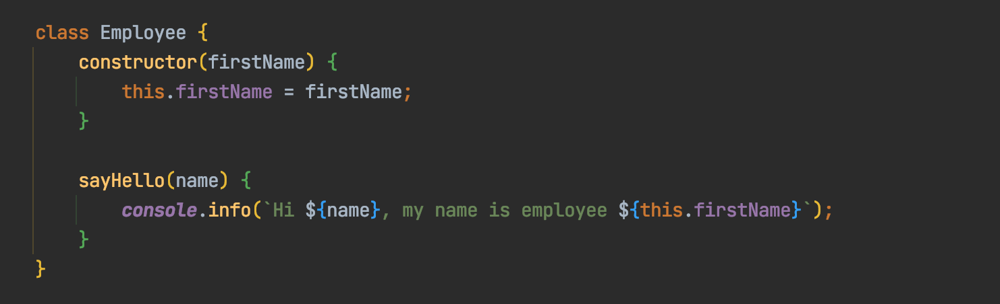 class Employee {
    constructor(firstName) {
        this.firstName = firstName;
    }

    sayHello(name) {
        console.info(`Hi ${name}, my name is employee ${this.firstName}`);
    }
}